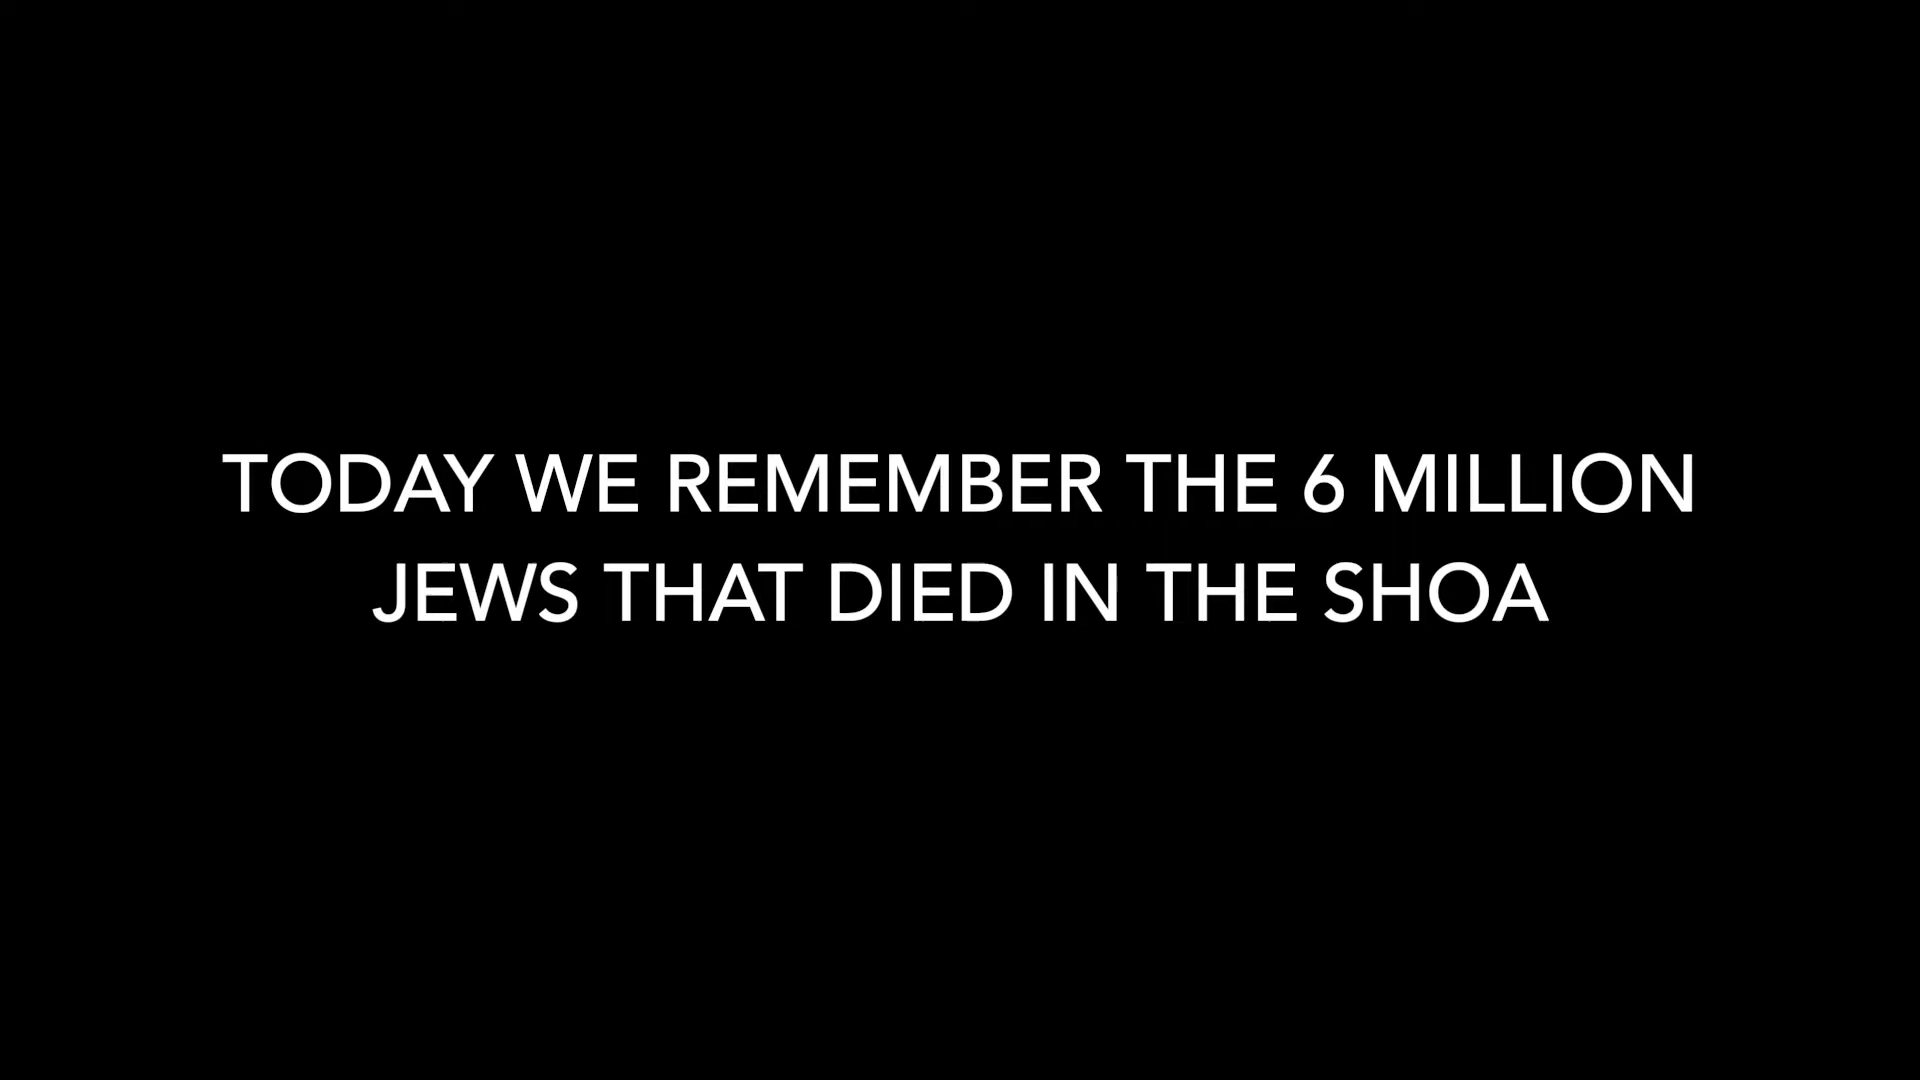 TODAY WE REMEMBER THE 6 MILLION
JEWS THAT DIED IN THE SHOA